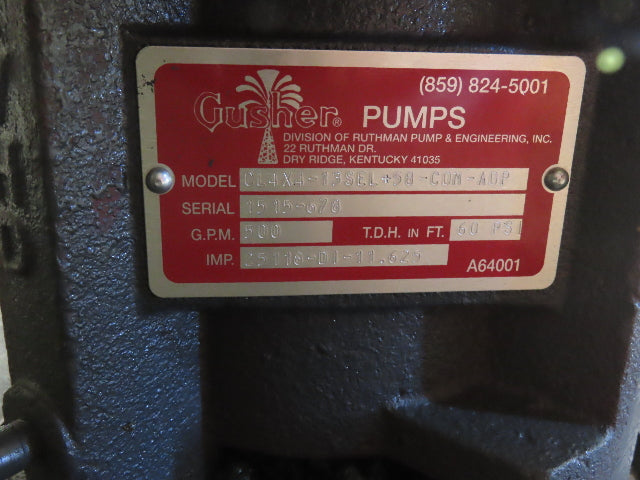 (859) 824-5001
Gusher® PUMPS
DIVISION OF RUTHMAN PUMP & ENGINEERING, INC.
22 RUTHMAN DR.
DRY RIDGE, KENTUCKY 41035
MODEL
SERIAL
G.P.M. 500 T.D.H. IN FT. 60 PSI
IMP.
A64001